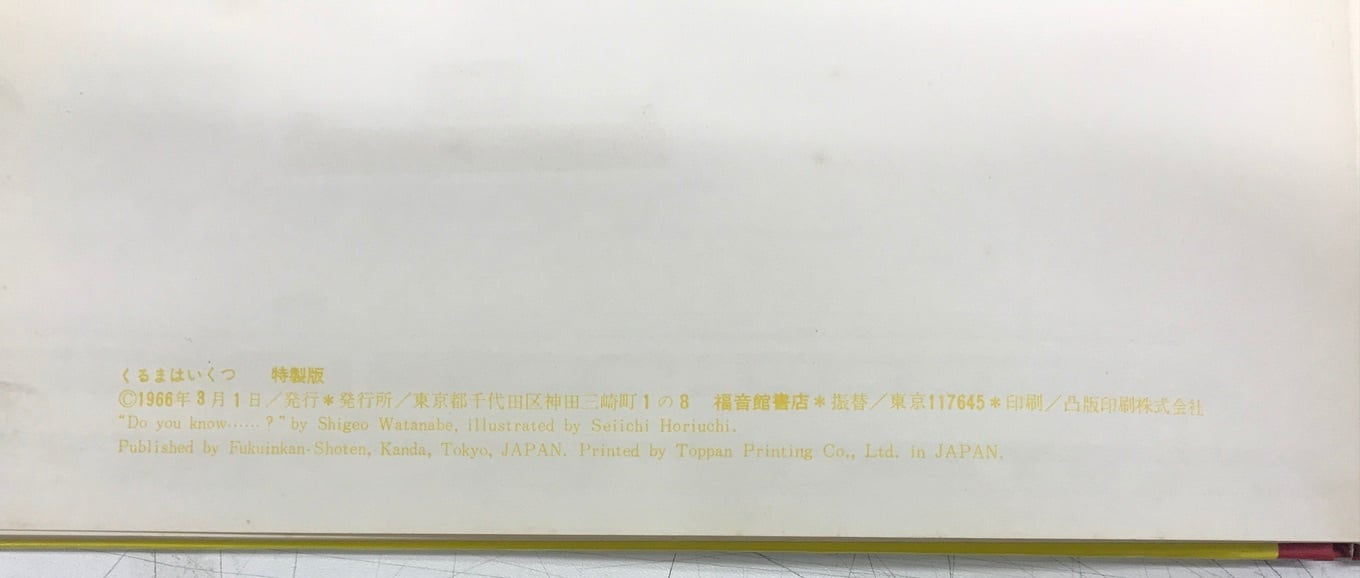 くるまはいくつ 特製版
©1966年3月1日/発行*発行所/東京都千代田区神田三崎町1の8 福音館書店*振替/東京117645*印刷/凸版印刷株式会社
“Do you know……?” by Shigeo Watanabe, illustrated by Seiichi Horiuchi.
Published by Fukuinkan-Shoten, Kanda, Tokyo, JAPAN. Printed by Toppan Printing Co., Ltd. in JAPAN.